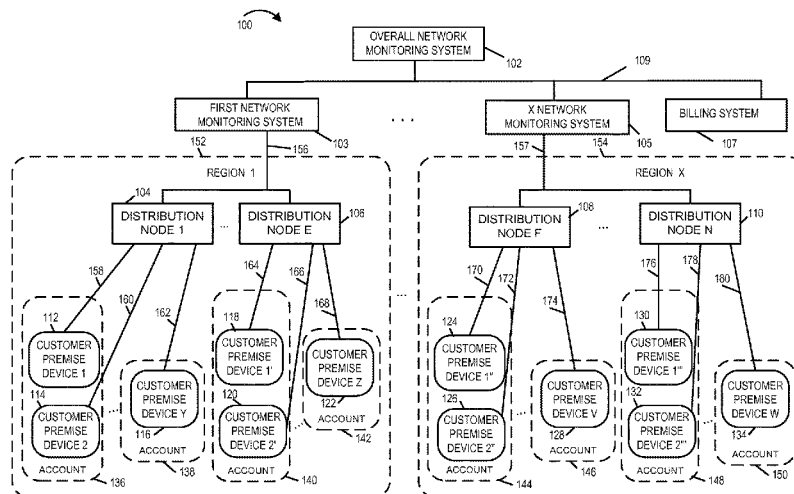 100
OVERALL NETWORK
MONITORING SYSTEM
102
109
FIRST NETWORK
MONITORING SYSTEM
103
. . .
X NETWORK
MONITORING SYSTEM
105
BILLING SYSTEM
107
152
156
REGION 1
157
154
REGION X
104
DISTRIBUTION
NODE 1
...
DISTRIBUTION
NODE E
106
DISTRIBUTION
NODE F
108
...
DISTRIBUTION
NODE N
110
158
160
162
164
166
168
170
172
174
176
178
180
...
112
CUSTOMER
PREMISE
DEVICE 1
114
CUSTOMER
PREMISE
DEVICE 2
ACCOUNT
136
...
CUSTOMER
PREMISE
DEVICE Y
116
ACCOUNT
138
118
CUSTOMER
PREMISE
DEVICE 1'
120
CUSTOMER
PREMISE
DEVICE 2'
ACCOUNT
140
...
CUSTOMER
PREMISE
DEVICE Z
122
ACCOUNT
142
124
CUSTOMER
PREMISE
DEVICE 1"
126
CUSTOMER
PREMISE
DEVICE 2"
ACCOUNT
144
...
CUSTOMER
PREMISE
DEVICE V
128
ACCOUNT
146
130
CUSTOMER
PREMISE
DEVICE 1'''
132
CUSTOMER
PREMISE
DEVICE 2'''
ACCOUNT
148
...
CUSTOMER
PREMISE
DEVICE W
134
ACCOUNT
150